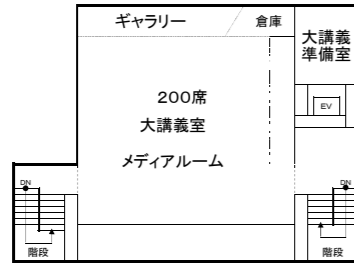 ギャラリー
倉庫
大講義
準備室
200席
大講義室
EV
メディアルーム
DN
DN
階段
階段